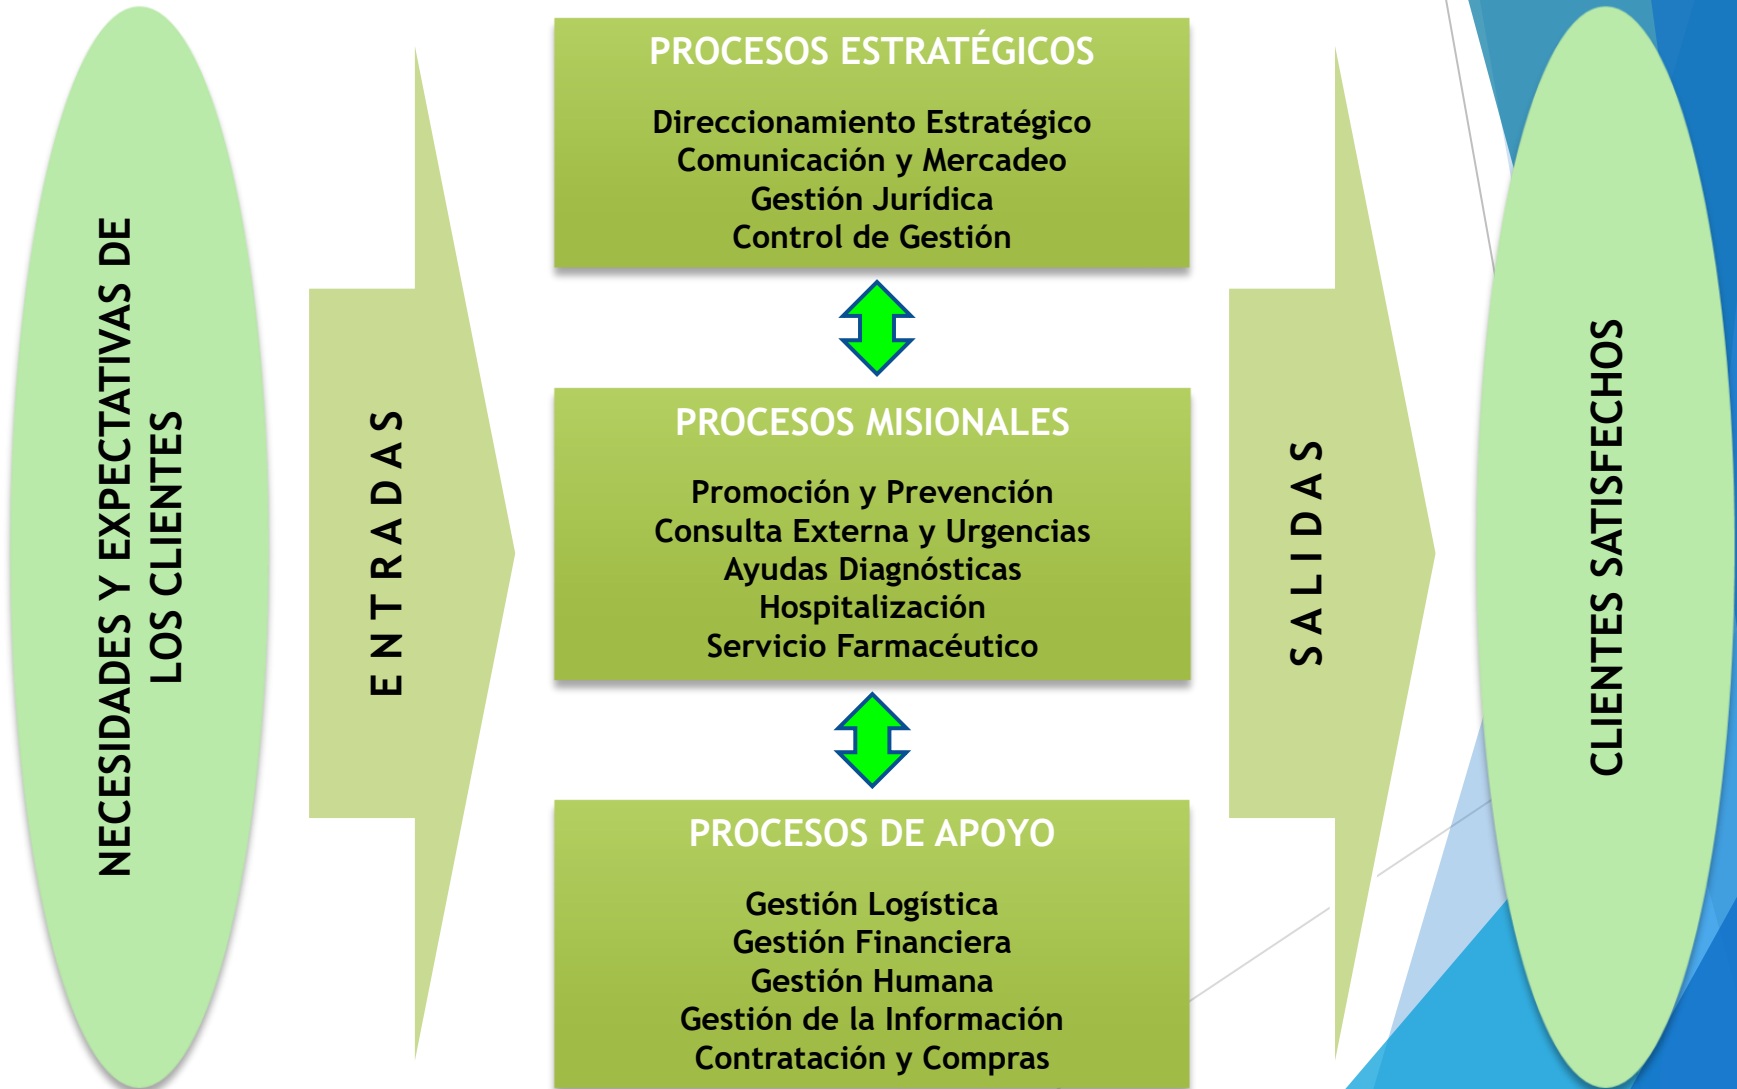 NECESIDADES Y EXPECTATIVAS DE
LOS CLIENTES
ENTRADAS
PROCESOS ESTRATÉGICOS
Direccionamiento Estratégico
Comunicación y Mercadeo
Gestión Jurídica
Control de Gestión
PROCESOS MISIONALES
Promoción y Prevención
Consulta Externa y Urgencias
Ayudas Diagnósticas
Hospitalización
Servicio Farmacéutico
PROCESOS DE APOYO
Gestión Logística
Gestión Financiera
Gestión Humana
Gestión de la Información
Contratación y Compras
SALIDAS
CLIENTES SATISFECHOS